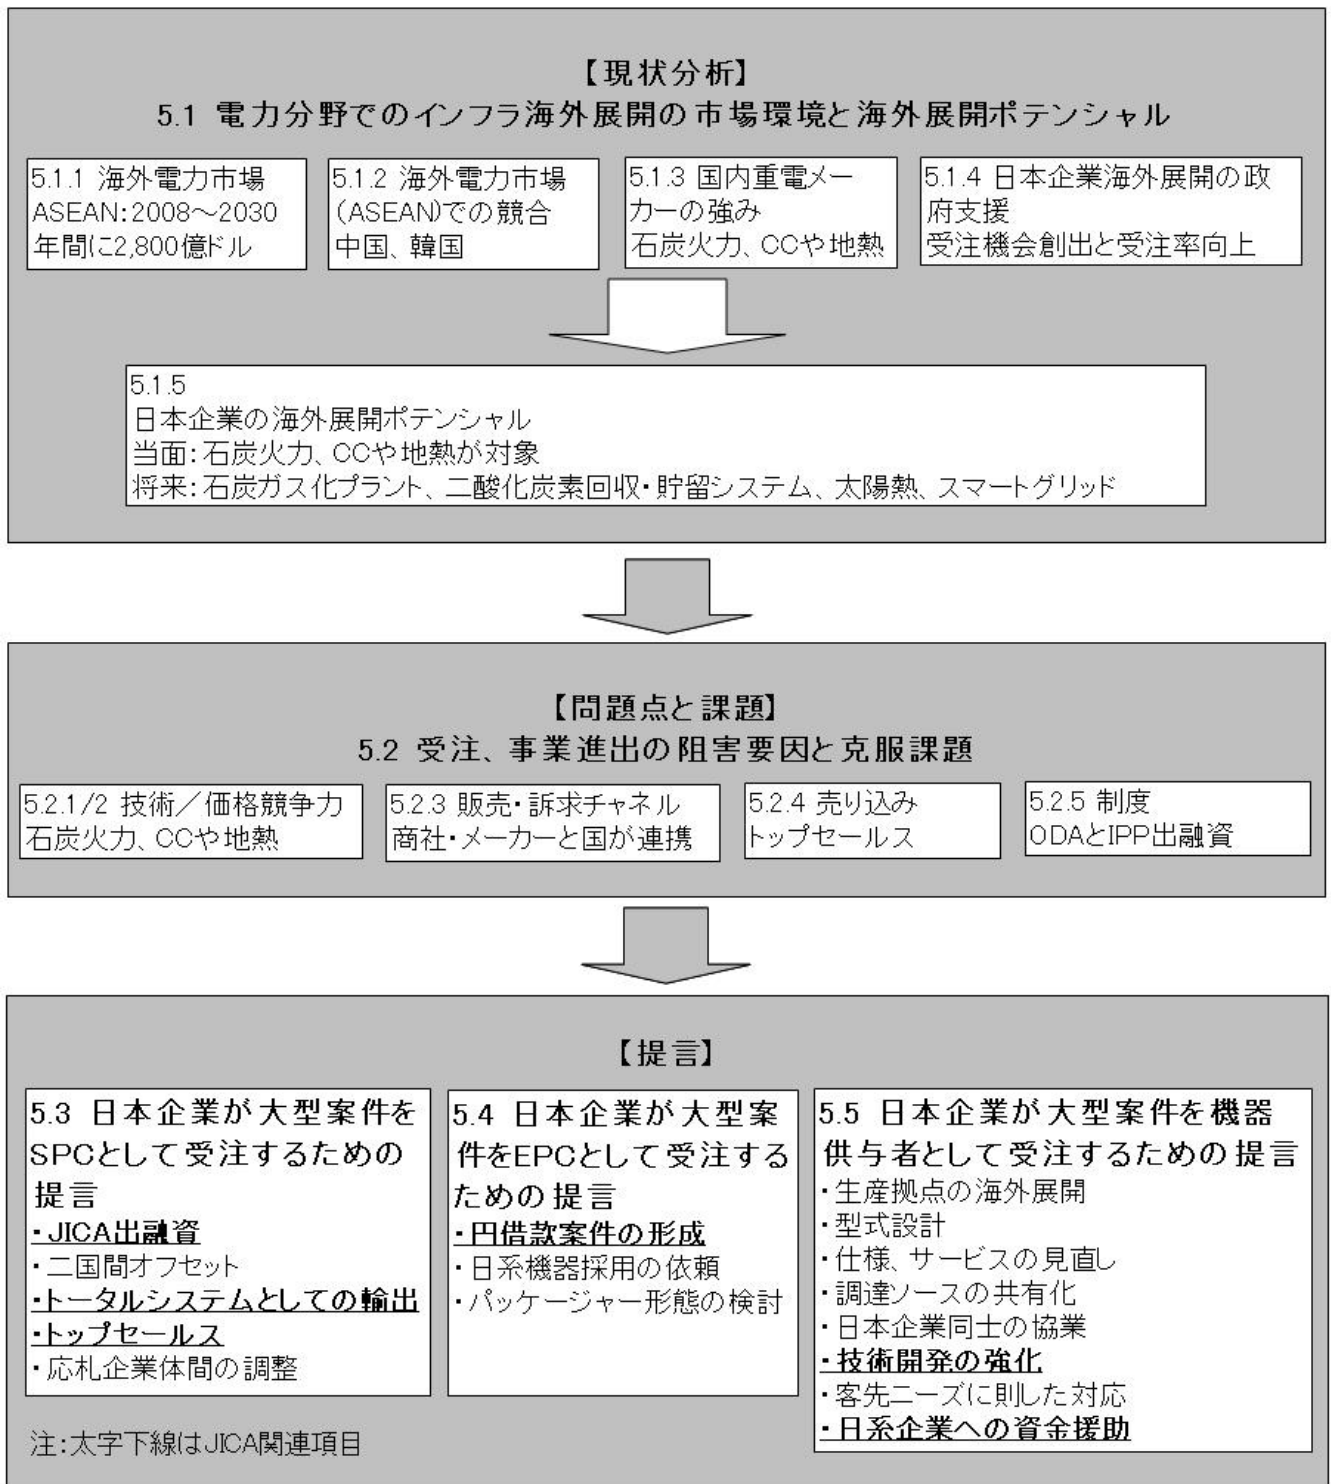 【現状分析】
5.1 電力分野でのインフラ海外展開の市場環境と海外展開ポテンシャル
5.1.1 海外電力市場
ASEAN:2008～2030
年間に2,800億ドル
5.1.2 海外電力市場
(ASEAN)での競合
中国、韓国
5.1.3 国内重電メー
カーの強み
石炭火力、CCや地熱
5.1.4 日本企業海外展開の政
府支援
受注機会創出と受注率向上
5.1.5
日本企業の海外展開ポテンシャル
当面:石炭火力、CCや地熱が対象
将来:石炭ガス化プラント、二酸化炭素回収・貯留システム、太陽熱、スマートグリッド
【問題点と課題】
5.2 受注、事業進出の阻害要因と克服課題
5.2.1/2 技術／価格競争力
石炭火力、CCや地熱
5.2.3 販売・訴求チャネル
商社・メーカーと国が連携
5.2.4 売り込み
トップセールス
5.2.5 制度
ODAとIPP出融資
【提言】
5.3 日本企業が大型案件を
SPCとして受注するための
提言
・JICA出融資
・二国間オフセット
・トータルシステムとしての輸出
・トップセールス
・応札企業体間の調整
5.4 日本企業が大型案
件をEPCとして受注する
ための提言
・円借款案件の形成
・日系機器採用の依頼
・パッケージャー形態の検討
5.5 日本企業が大型案件を機器
供与者として受注するための提言
・生産拠点の海外展開
・型式設計
・仕様、サービスの見直し
・調達ソースの共有化
・日本企業同士の協業
・技術開発の強化
・客先ニーズに則した対応
・日系企業への資金援助
注:太字下線はJICA関連項目